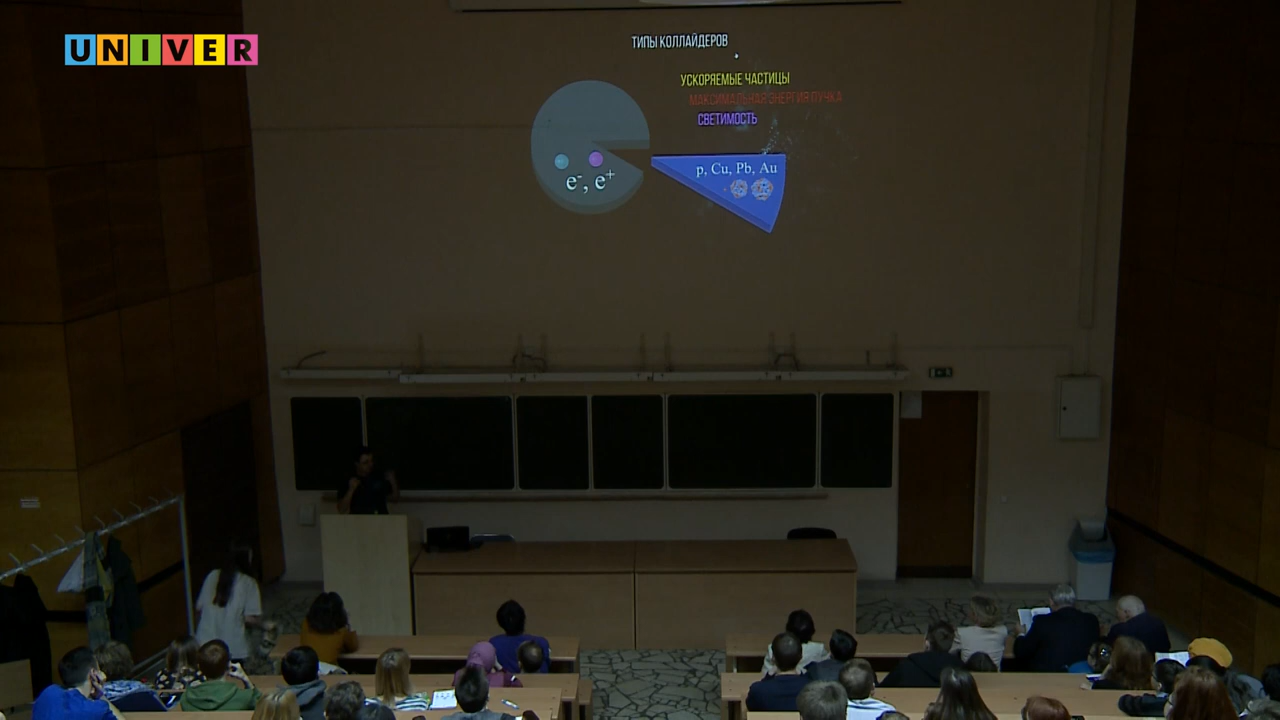 UNIVER
ТИПЫ КОЛЛАЙДЕРОВ
УСКОРЯЕМЫЕ ЧАСТИЦЫ
МАКСИМАЛЬНАЯ ЭНЕРГИЯ ПУЧКА
СВЕТИМОСТЬ
p, Cu, Pb, Au
e⁻, e⁺